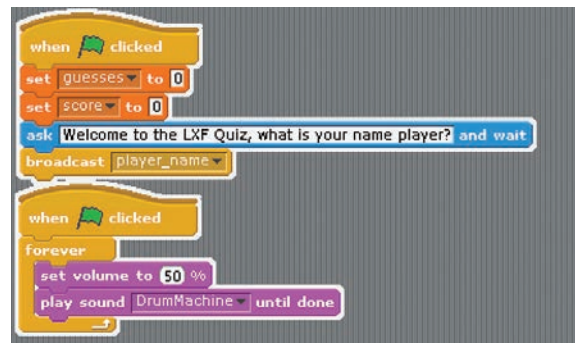 when clicked
set guesses to 0
set score to 0
ask Welcome to the LXF Quiz, what is your name player? and wait
broadcast player_name
when clicked
forever
set volume to 50 %
play sound DrumMachine until done